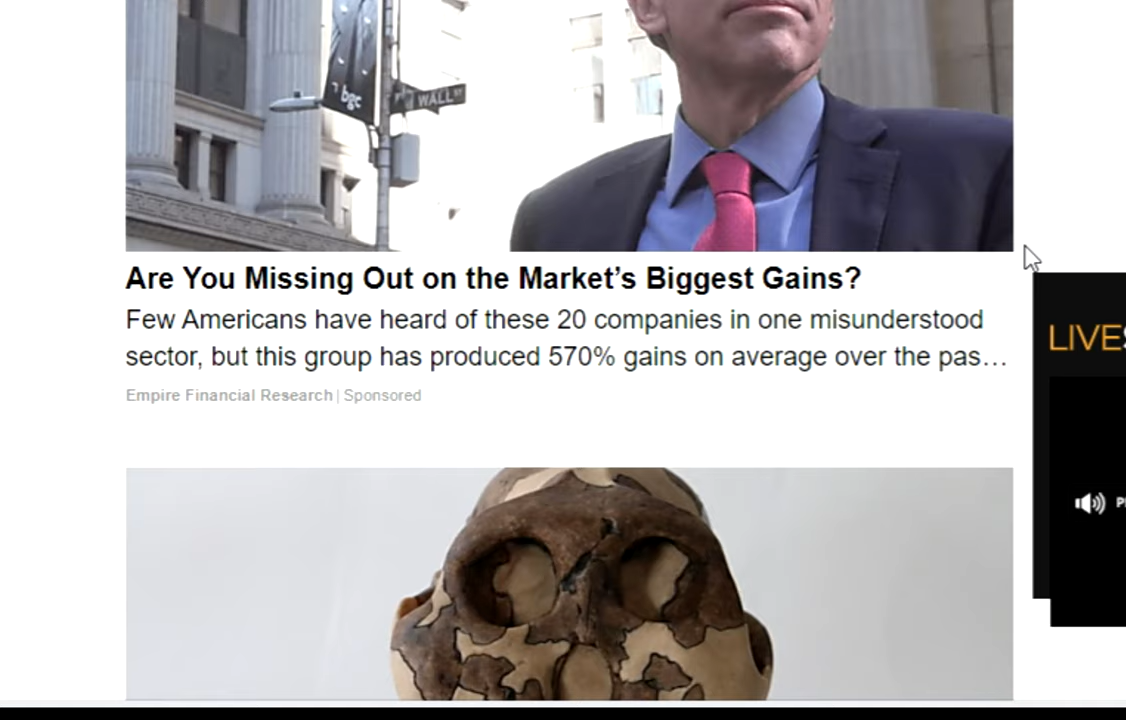 bgc
WALL ST
Are You Missing Out on the Market’s Biggest Gains?
Few Americans have heard of these 20 companies in one misunderstood
sector, but this group has produced 570% gains on average over the pas…
Empire Financial Research | Sponsored
LIVE